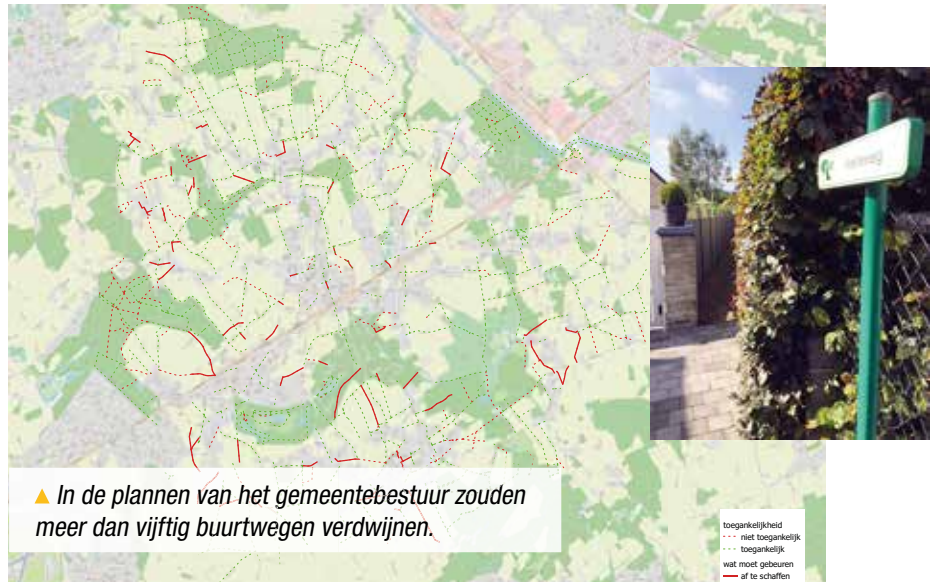 ▲ In de plannen van het gemeentebestuur zouden
meer dan vijftig buurtwegen verdwijnen.
toegankelijkheid
niet toegankelijk
toegankelijk
wat moet gebeuren
af te schaffen